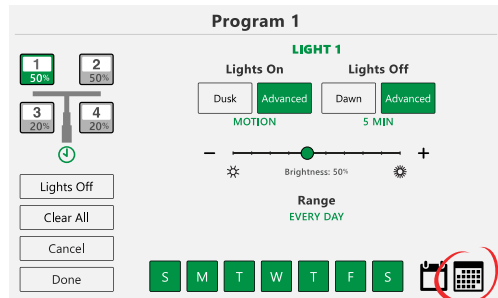 Program 1
LIGHT 1
Lights On Lights Off
1 2
50% 50%
Dusk Advanced Dawn Advanced
MOTION 5 MIN
3 4
20% 20%
− +
Brightness: 50%
Lights Off
Range
EVERY DAY
Clear All
Cancel
Done
S M T W T F S